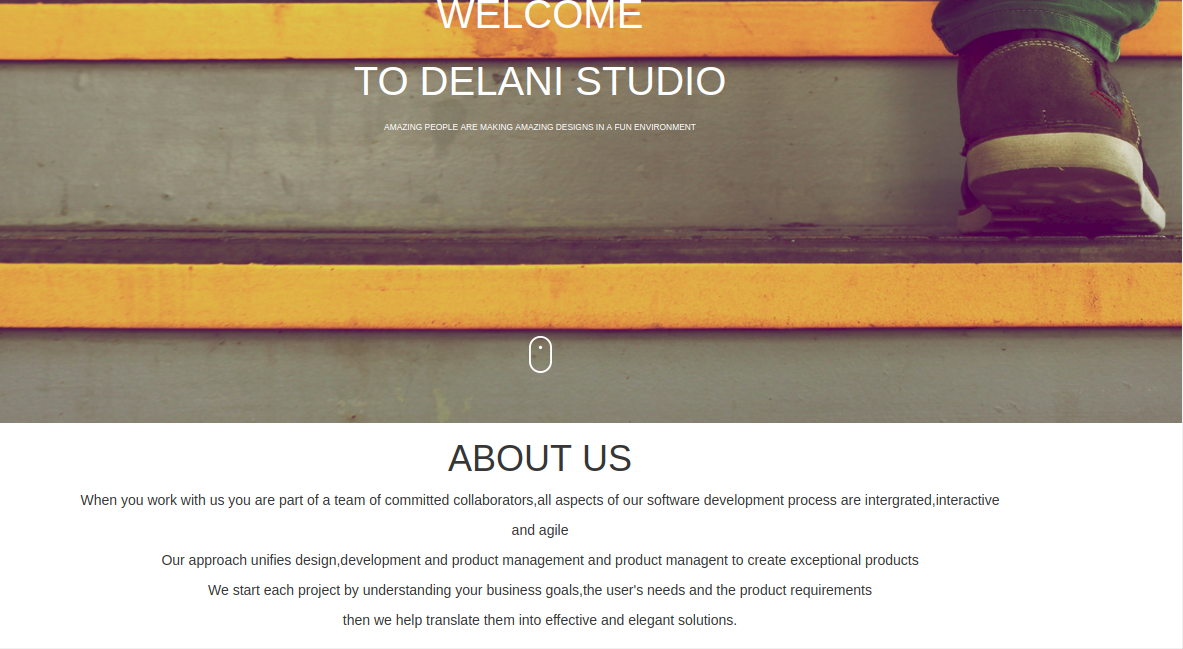 WELCOME
TO DELANI STUDIO
AMAZING PEOPLE ARE MAKING AMAZING DESIGNS IN A FUN ENVIRONMENT
ABOUT US
When you work with us you are part of a team of committed collaborators,all aspects of our software development process are intergrated,interactive
and agile
Our approach unifies design,development and product management and product managent to create exceptional products
We start each project by understanding your business goals,the user's needs and the product requirements
then we help translate them into effective and elegant solutions.